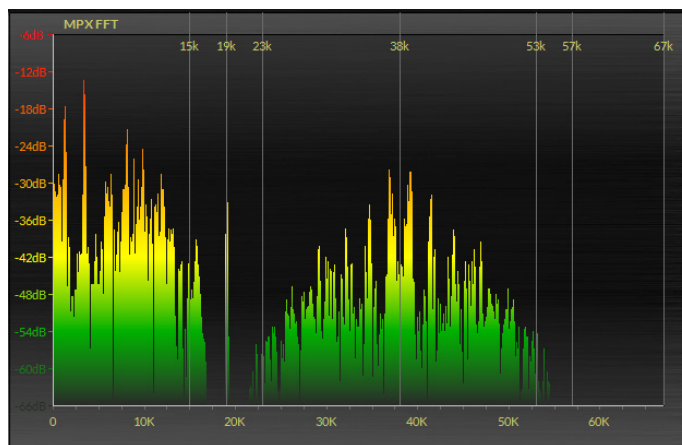 MPX FFT
-6dB
15k 19k 23k 38k 53k 57k 67k
-12dB
-18dB
-24dB
-30dB
-36dB
-42dB
-48dB
-54dB
-60dB
-66dB
0 10K 20K 30K 40K 50K 60K